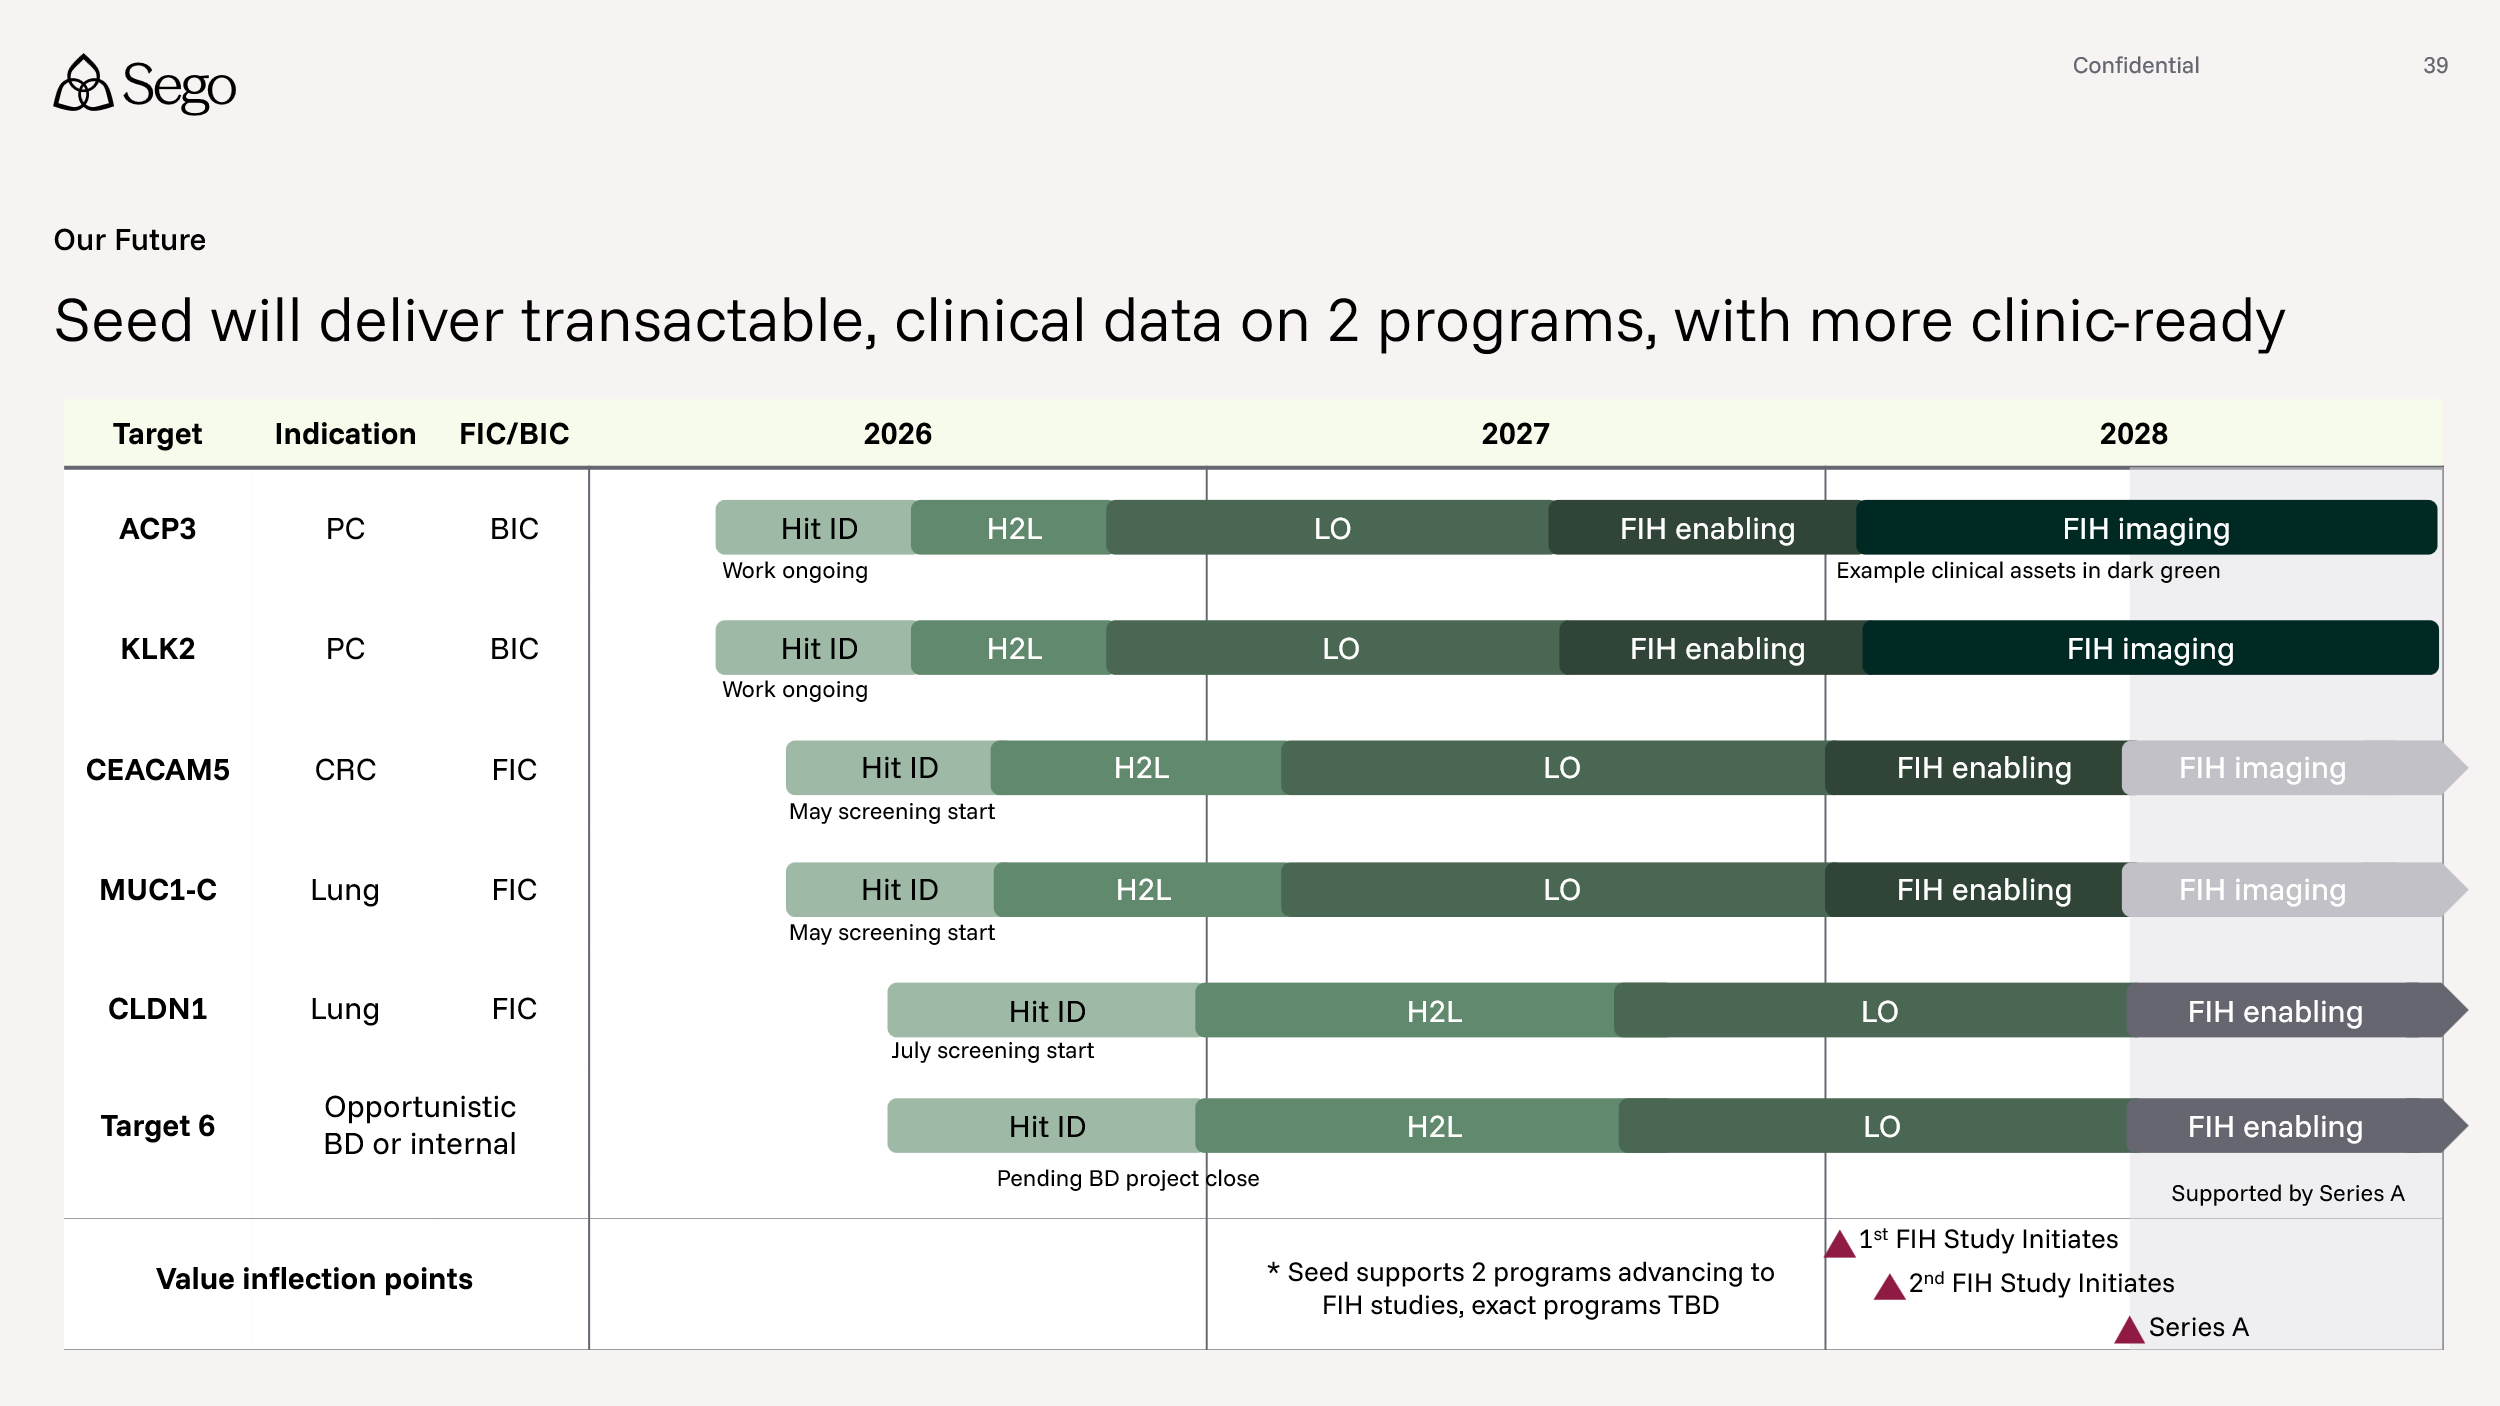 Sego
Confidential 39
Our Future
Seed will deliver transactable, clinical data on 2 programs, with more clinic-ready
Target Indication FIC/BIC 2026 2027 2028
ACP3 PC BIC Hit ID H2L LO FIH enabling FIH imaging
Work ongoing Example clinical assets in dark green
KLK2 PC BIC Hit ID H2L LO FIH enabling FIH imaging
Work ongoing
CEACAM5 CRC FIC Hit ID H2L LO FIH enabling FIH imaging
May screening start
MUC1-C Lung FIC Hit ID H2L LO FIH enabling FIH imaging
May screening start
CLDN1 Lung FIC Hit ID H2L LO FIH enabling
July screening start
Target 6 Opportunistic
BD or internal
Hit ID H2L LO FIH enabling
Pending BD project close
Supported by Series A
Value inflection points
* Seed supports 2 programs advancing to
FIH studies, exact programs TBD
1st FIH Study Initiates
2nd FIH Study Initiates
Series A